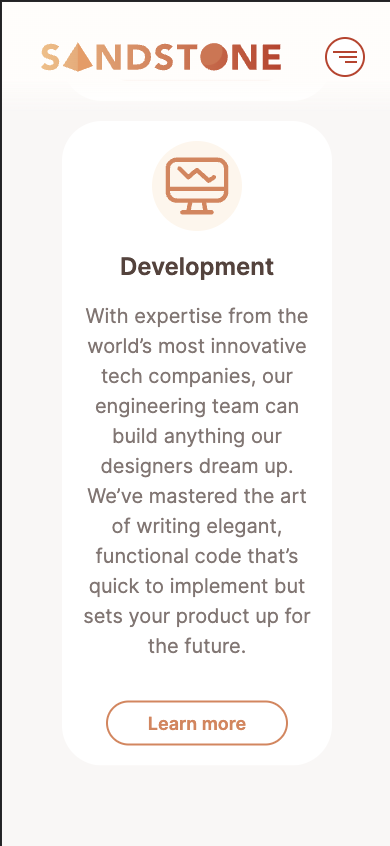 SANDSTONE
Development
With expertise from the
world’s most innovative
tech companies, our
engineering team can
build anything our
designers dream up.
We’ve mastered the art
of writing elegant,
functional code that’s
quick to implement but
sets your product up for
the future.
Learn more